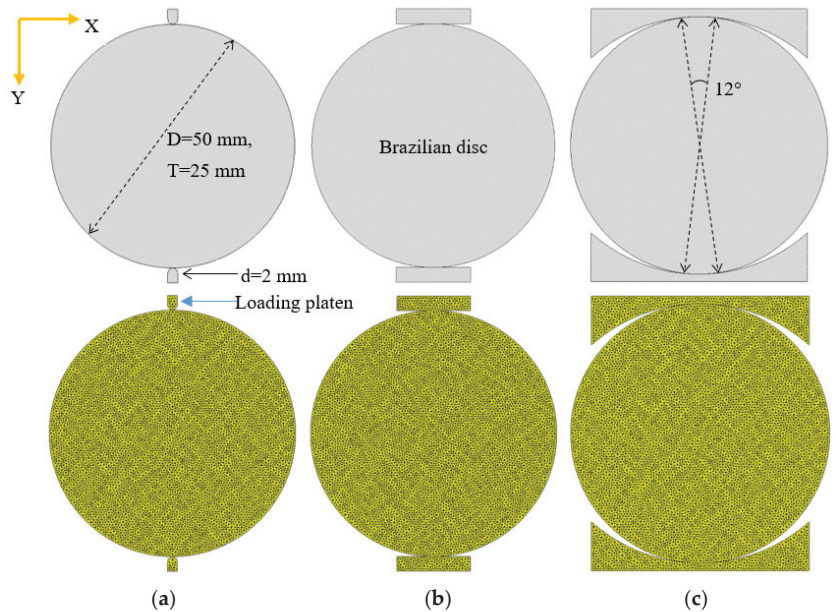 X
Y
D=50 mm,
T=25 mm
Brazilian disc
12°
d=2 mm
Loading platen
(a)
(b)
(c)